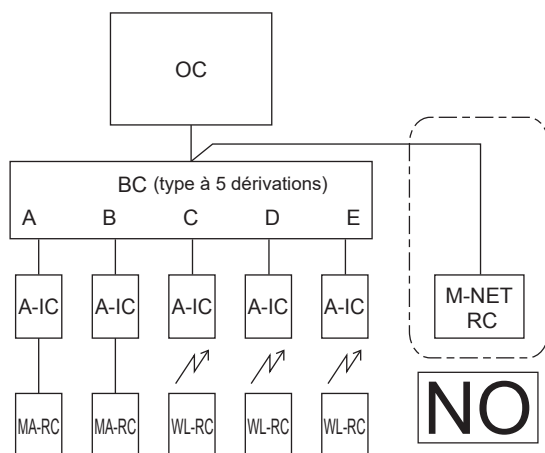 OC
BC (type à 5 dérivations)
A B C D E
A-IC A-IC A-IC A-IC A-IC
M-NET
RC
MA-RC MA-RC WL-RC WL-RC WL-RC
NO